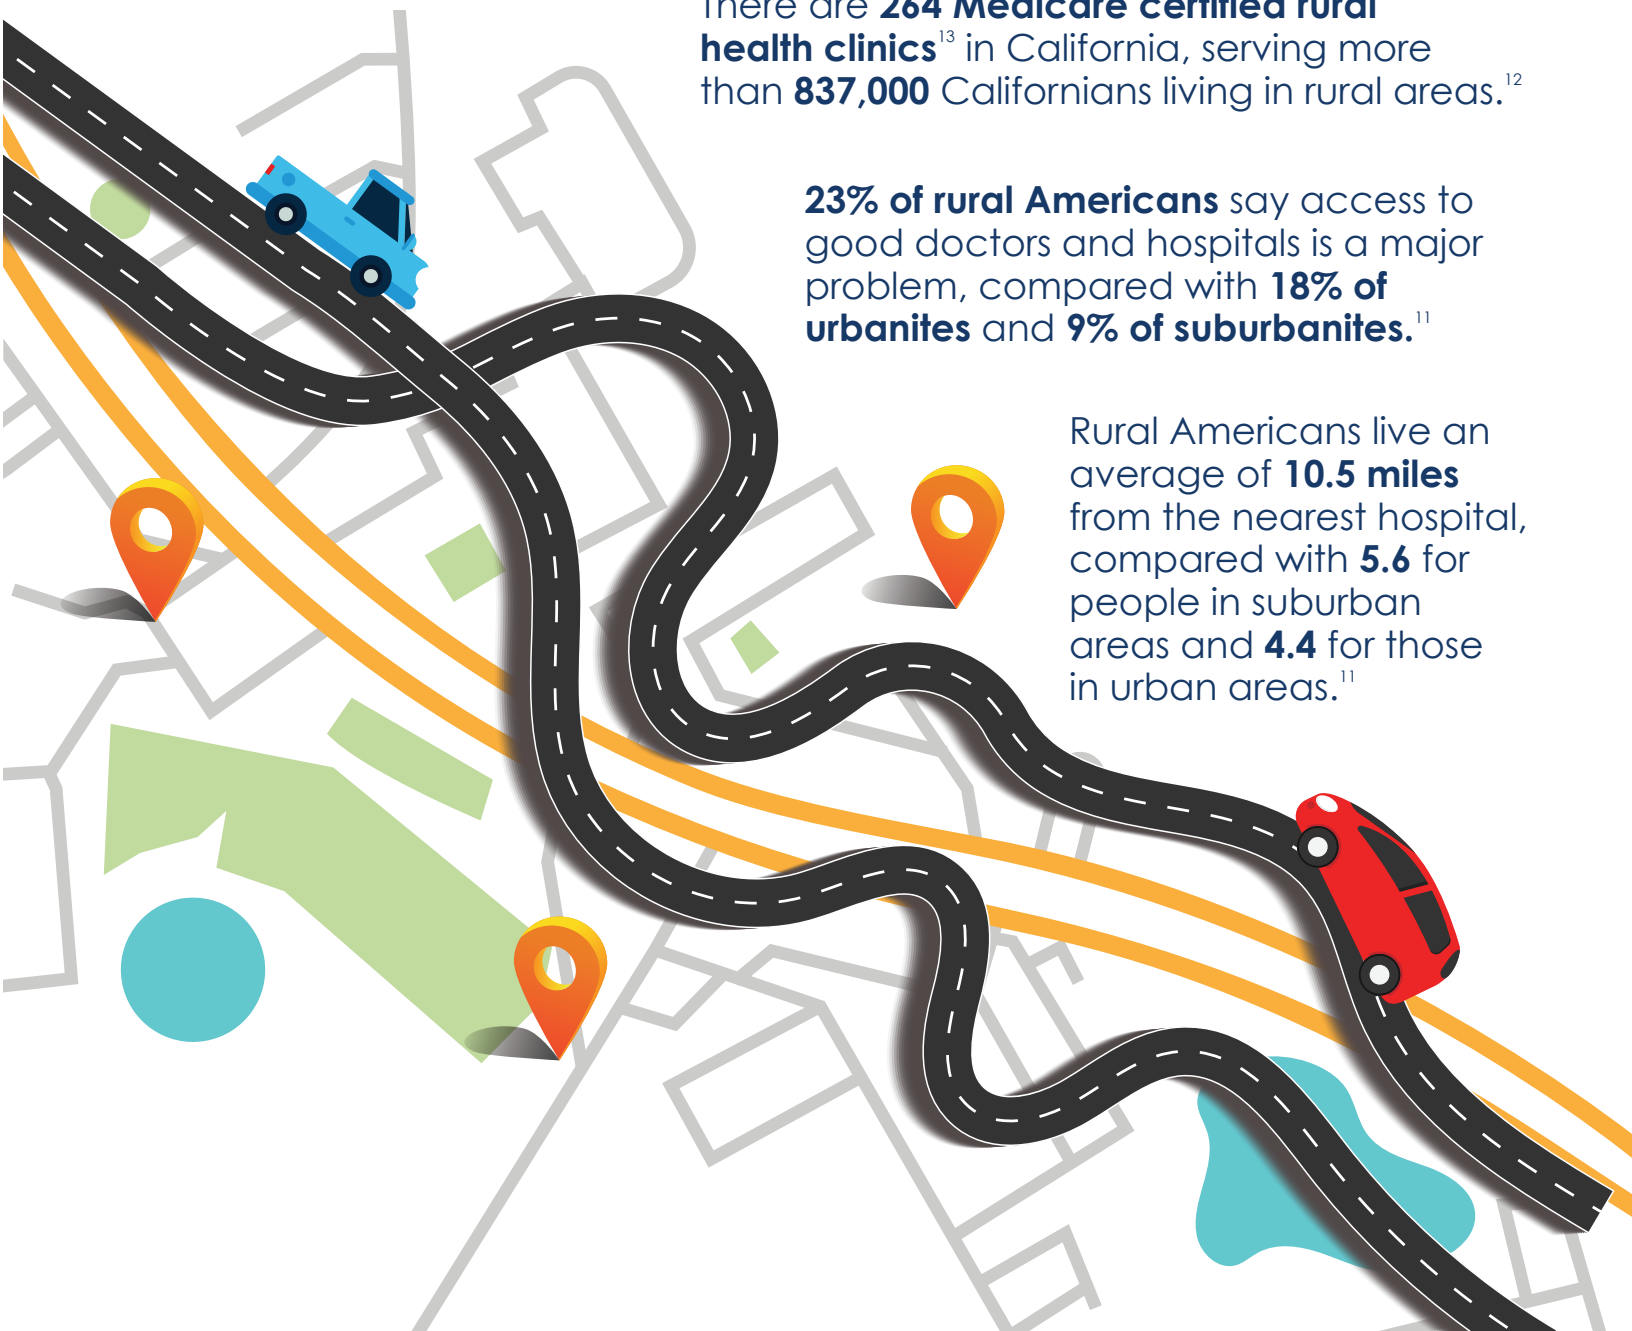 There are 264 Medicare certified rural
health clinics¹³ in California, serving more
than 837,000 Californians living in rural areas.¹²
23% of rural Americans say access to
good doctors and hospitals is a major
problem, compared with 18% of
urbanites and 9% of suburbanites.¹¹
Rural Americans live an
average of 10.5 miles
from the nearest hospital,
compared with 5.6 for
people in suburban
areas and 4.4 for those
in urban areas.¹¹